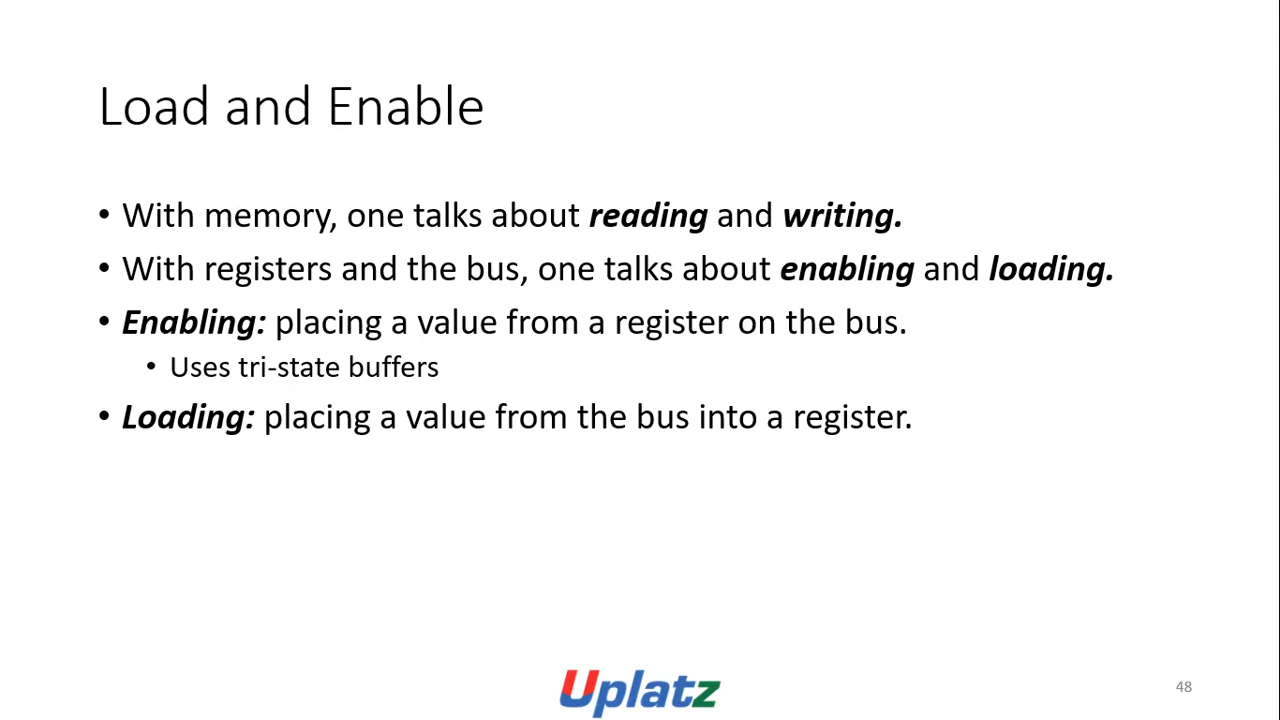 Load and Enable
• With memory, one talks about reading and writing.
• With registers and the bus, one talks about enabling and loading.
• Enabling: placing a value from a register on the bus.
• Uses tri-state buffers
• Loading: placing a value from the bus into a register.
Uplatz
48